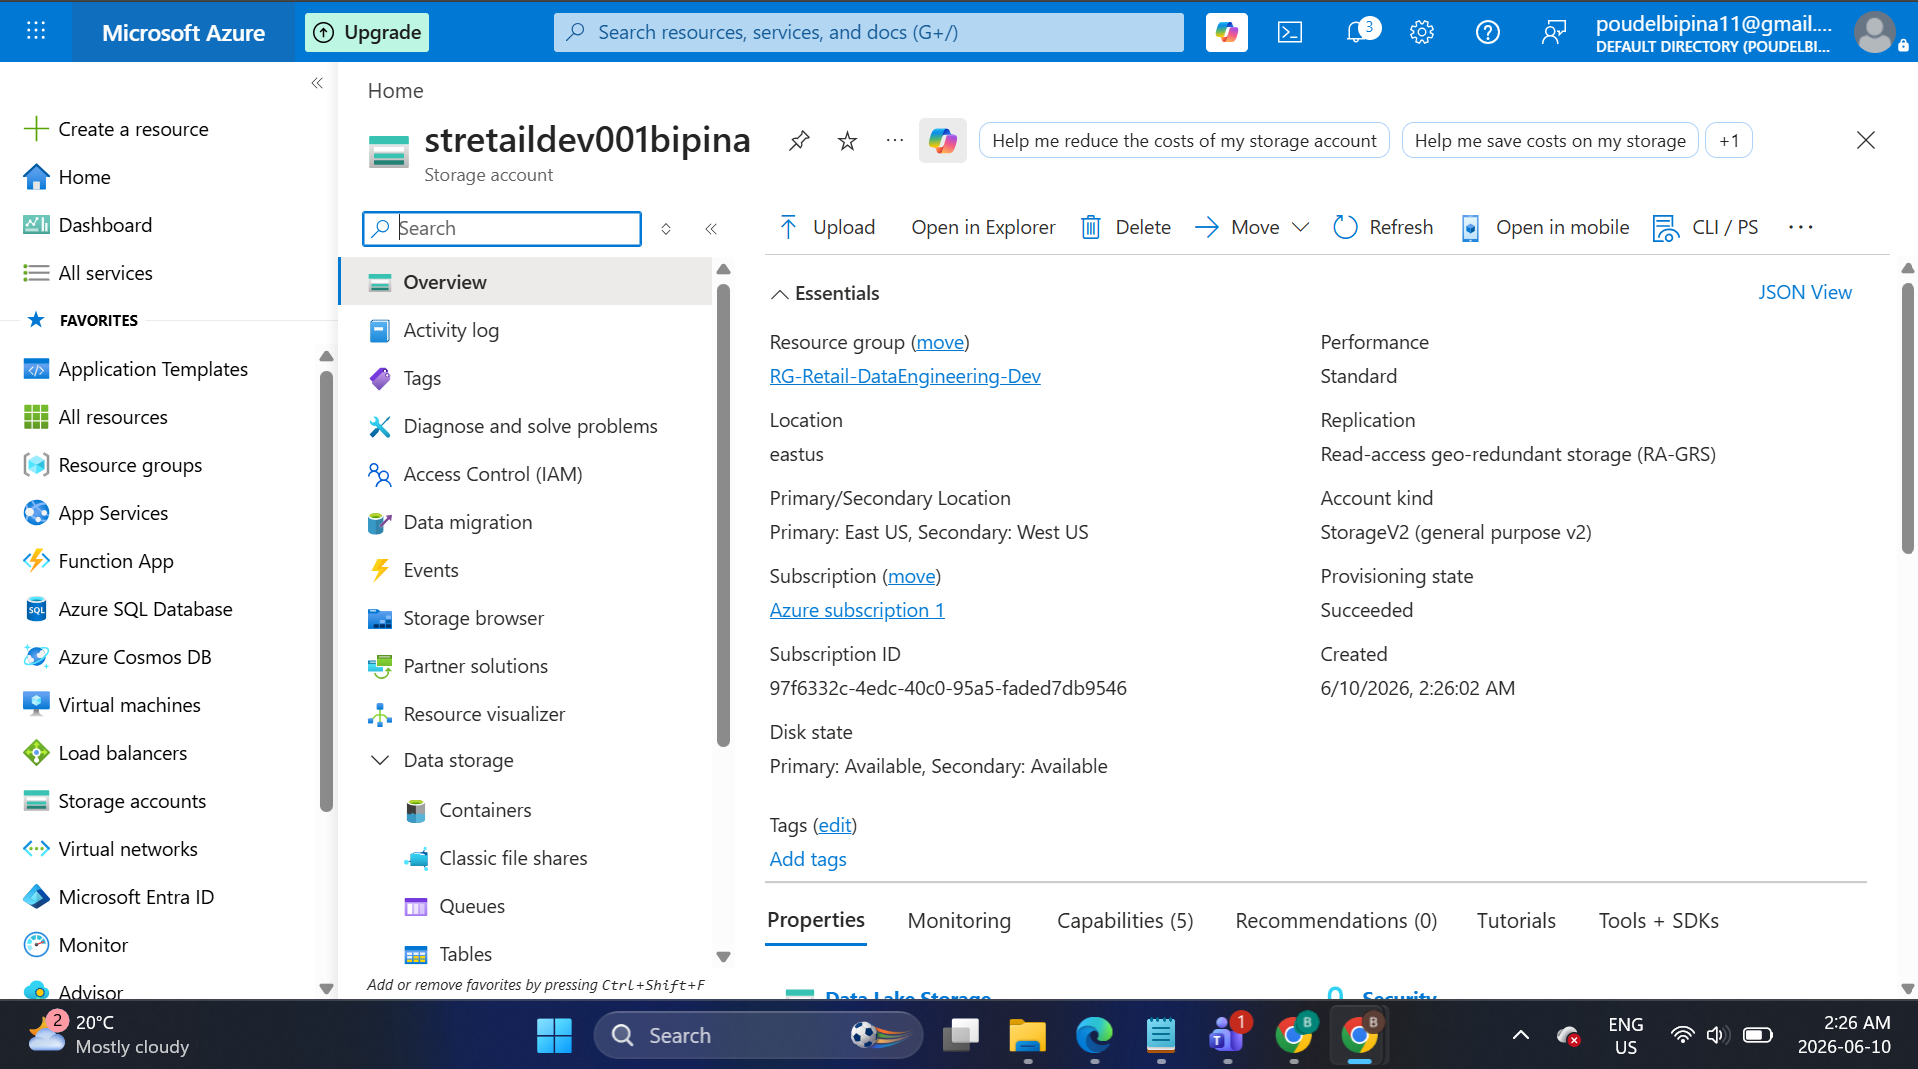 Microsoft Azure
Upgrade
Search resources, services, and docs (G+/)
3
poudelbipina11@gmail....
DEFAULT DIRECTORY (POUDELBI...
Create a resource
Home
Dashboard
All services
FAVORITES
Application Templates
All resources
Resource groups
App Services
Function App
Azure SQL Database
Azure Cosmos DB
Virtual machines
Load balancers
Storage accounts
Virtual networks
Microsoft Entra ID
Monitor
Advisor
Home
stretaildev001bipina
Storage account
Help me reduce the costs of my storage account
Help me save costs on my storage
+1
Search
Overview
Activity log
Tags
Diagnose and solve problems
Access Control (IAM)
Data migration
Events
Storage browser
Partner solutions
Resource visualizer
Data storage
Containers
Classic file shares
Queues
Tables
Add or remove favorites by pressing Ctrl+Shift+F
Upload
Open in Explorer
Delete
Move
Refresh
Open in mobile
CLI / PS
Essentials
JSON View
Resource group (move)
RG-Retail-DataEngineering-Dev
Location
eastus
Primary/Secondary Location
Primary: East US, Secondary: West US
Subscription (move)
Azure subscription 1
Subscription ID
97f6332c-4edc-40c0-95a5-faded7db9546
Disk state
Primary: Available, Secondary: Available
Performance
Standard
Replication
Read-access geo-redundant storage (RA-GRS)
Account kind
StorageV2 (general purpose v2)
Provisioning state
Succeeded
Created
6/10/2026, 2:26:02 AM
Tags (edit)
Add tags
Properties
Monitoring
Capabilities (5)
Recommendations (0)
Tutorials
Tools + SDKs
Data Lake Storage
Security
2
20°C
Mostly cloudy
Search
1
B
B
ENG
US
2:26 AM
2026-06-10